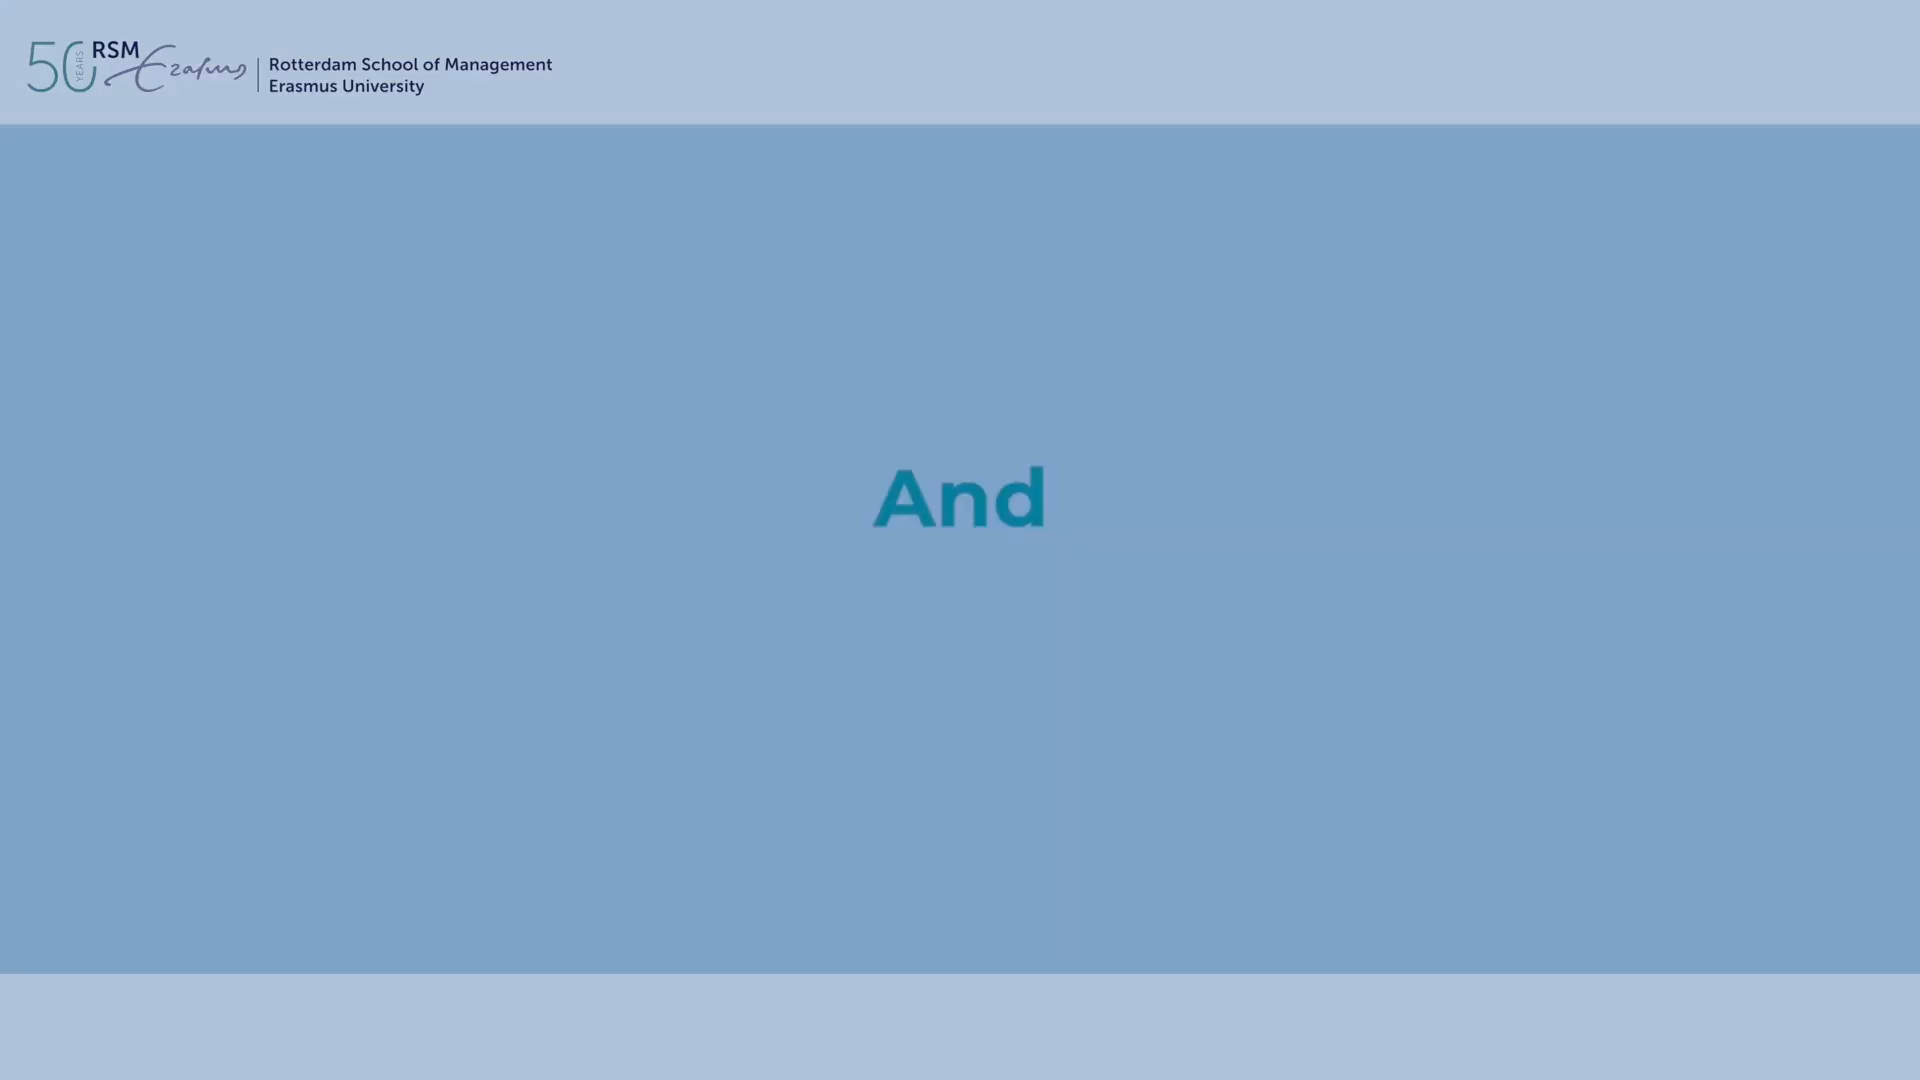 50 YEARS RSM
Erasmus
Rotterdam School of Management
Erasmus University
And